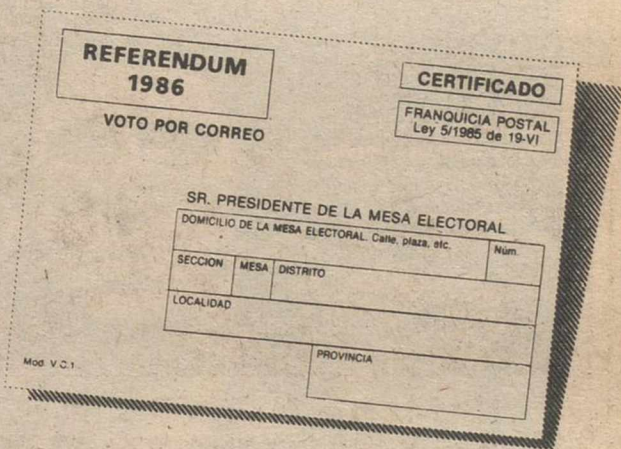 REFERENDUM
1986
VOTO POR CORREO
CERTIFICADO
FRANQUICIA POSTAL
Ley 5/1985 de 19-VI
SR. PRESIDENTE DE LA MESA ELECTORAL
DOMICILIO DE LA MESA ELECTORAL. Calle, plaza, etc.
Núm.
SECCION MESA DISTRITO
LOCALIDAD
PROVINCIA
Mod. V.C.1